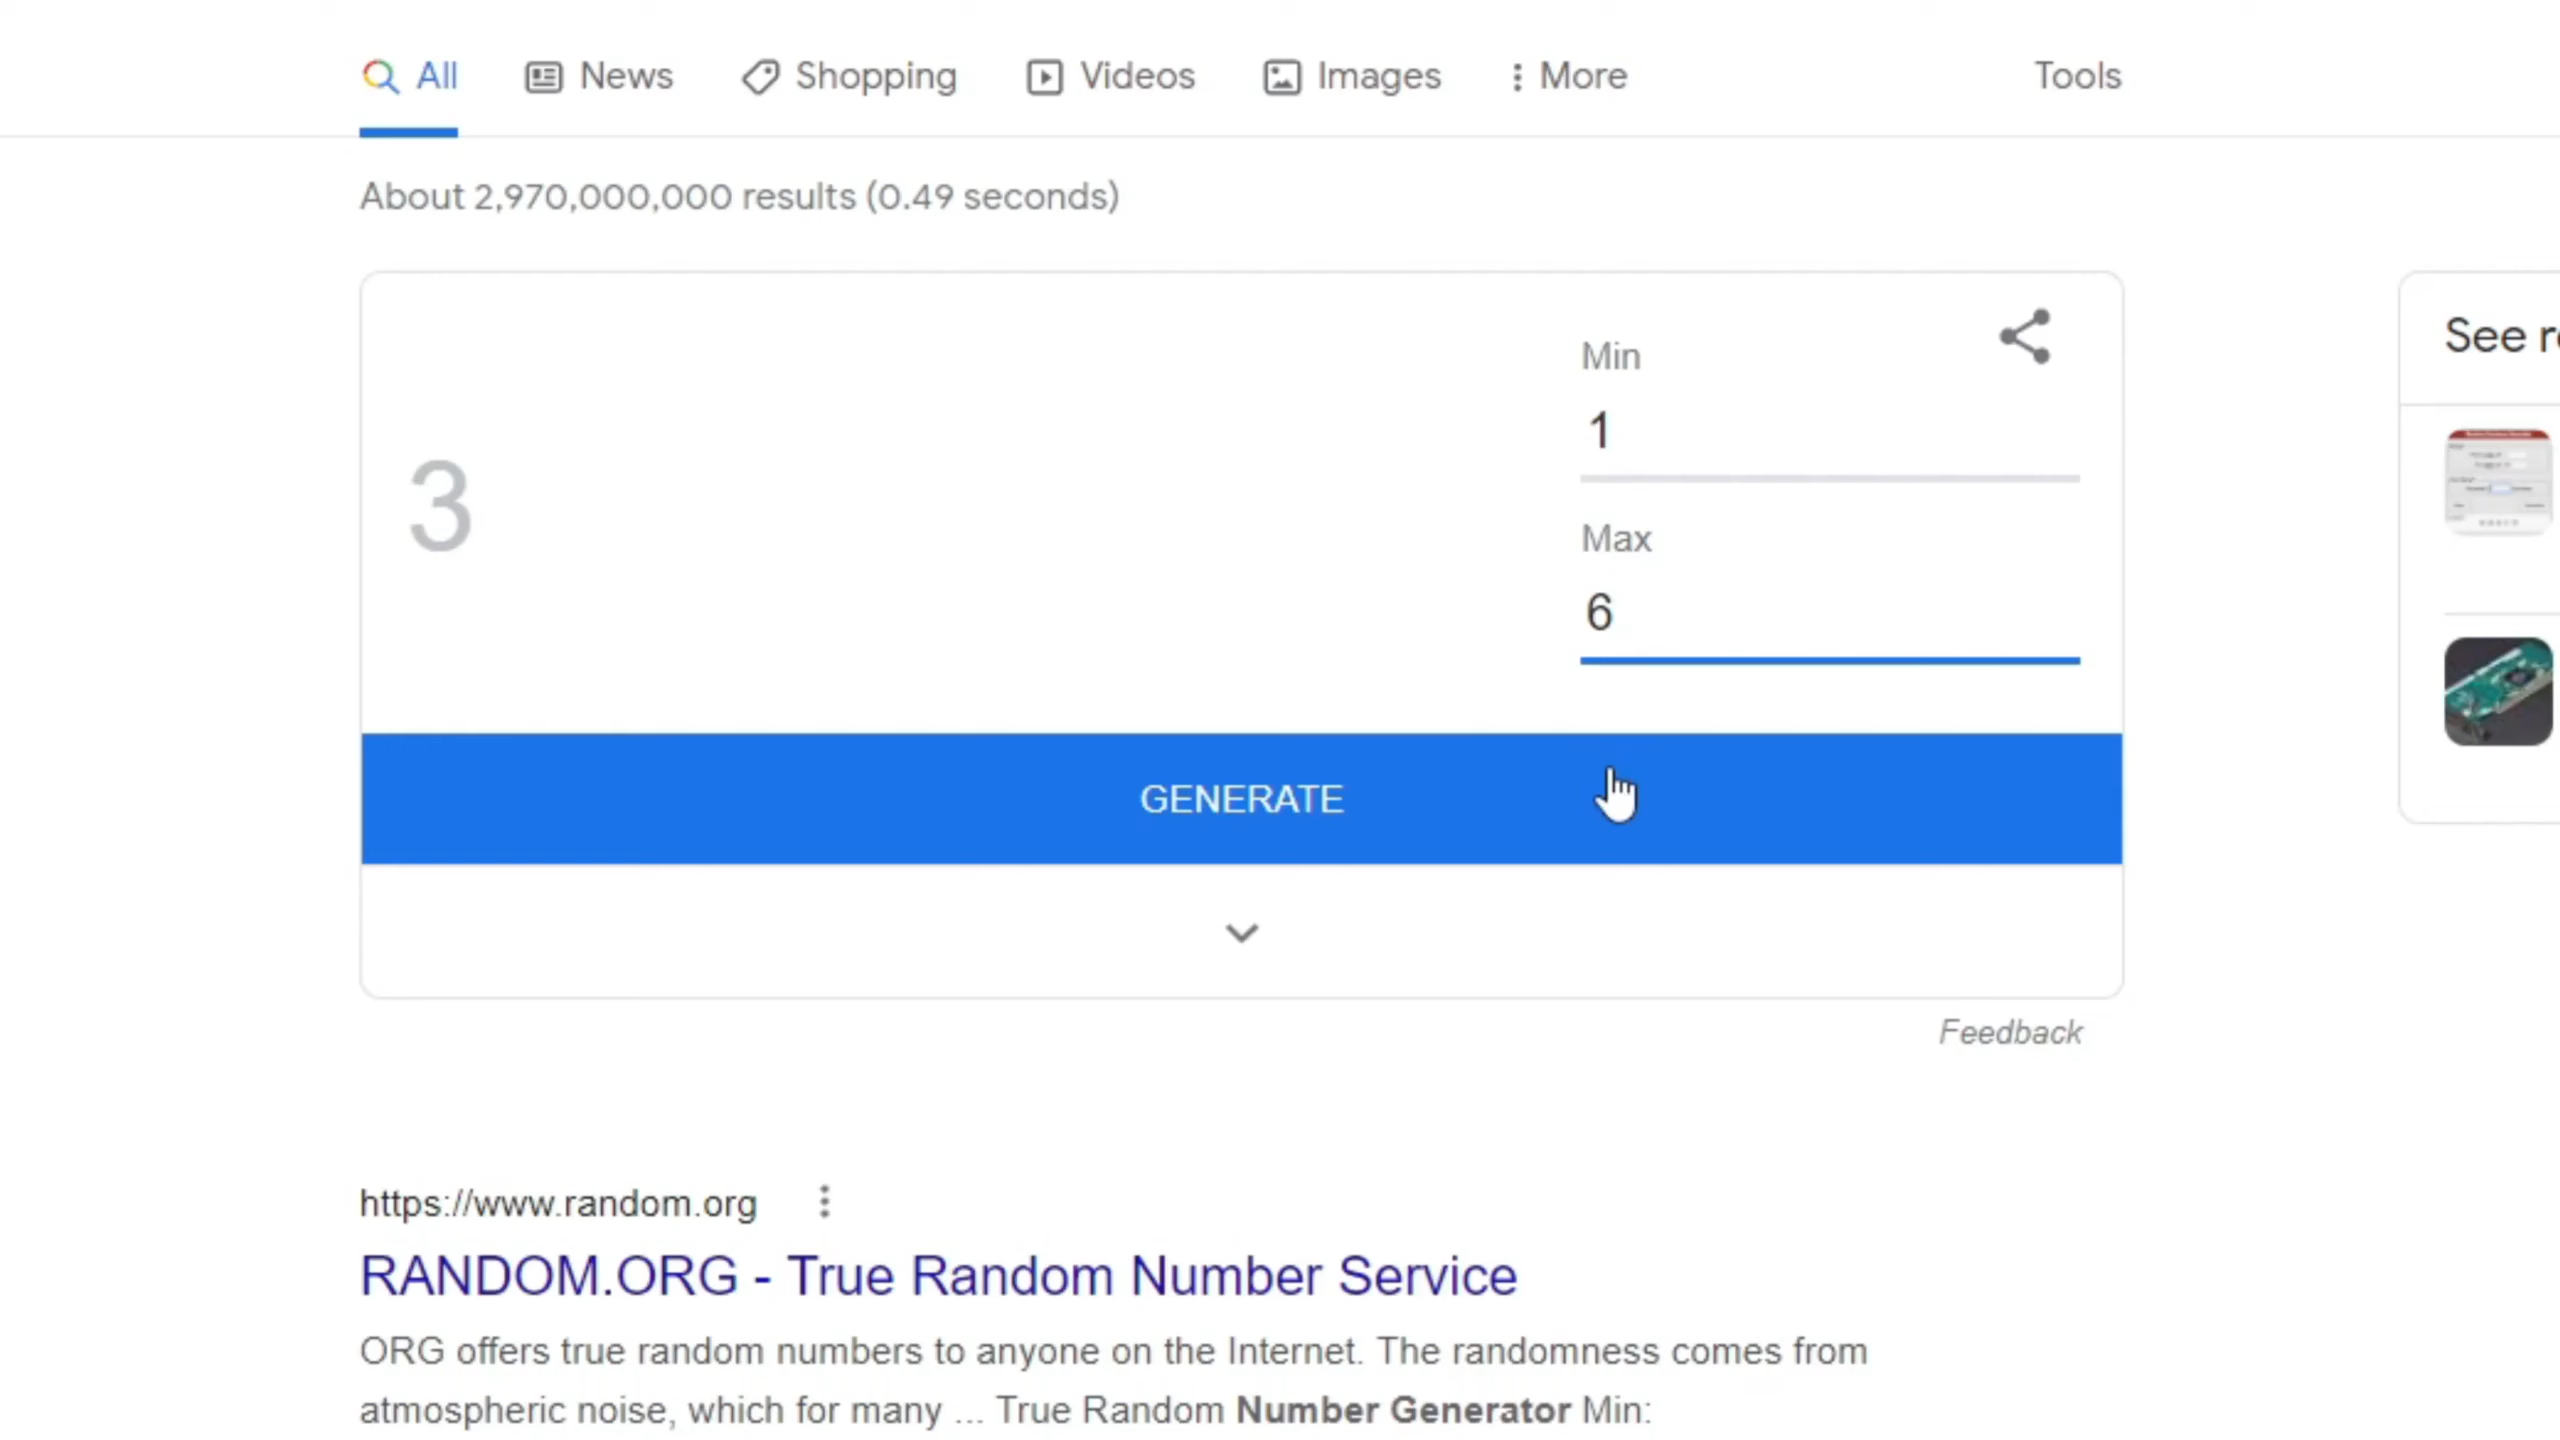 All News Shopping Videos Images More Tools
About 2,970,000,000 results (0.49 seconds)
Min
1
3
Max
6
GENERATE
Feedback
See
https://www.random.org
RANDOM.ORG - True Random Number Service
ORG offers true random numbers to anyone on the Internet. The randomness comes from
atmospheric noise, which for many ... True Random Number Generator Min: